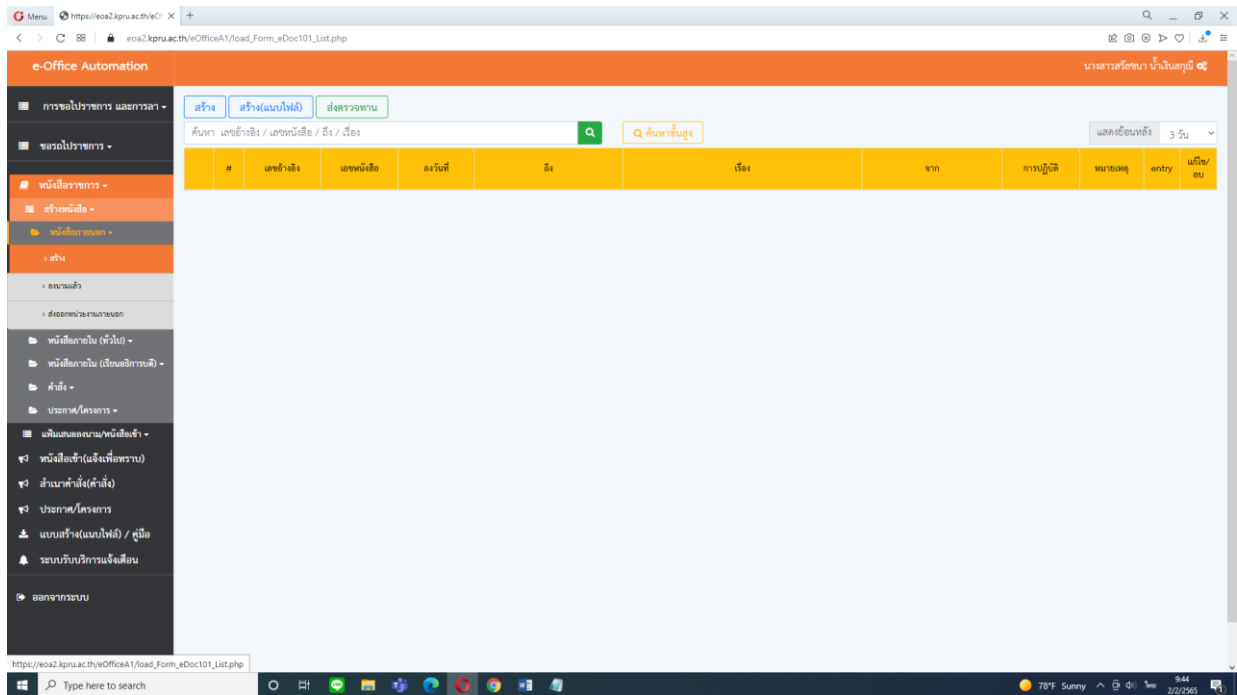 Menu
https://eoa2.kpru.ac.th/eO
eoa2.kpru.ac.th/eOfficeA1/load_Form_eDoc101_List.php
e-Office Automation
นางสาวสรัสชนา น้ำเงินสกุณี
การขอไปราชการ และการลา
ขอรถไปราชการ
หนังสือราชการ
สร้างหนังสือ
หนังสือภายนอก
> สร้าง
> ลงนามแล้ว
> ส่งออกหน่วยงานภายนอก
หนังสือภายใน (ทั่วไป)
หนังสือภายใน (เรียนอธิการบดี)
คำสั่ง
ประกาศ/โครงการ
แฟ้มเสนอลงนาม/หนังสือเข้า
หนังสือเข้า(แจ้งเพื่อทราบ)
สำเนาคำสั่ง(คำสั่ง)
ประกาศ/โครงการ
แบบสร้าง(แนบไฟล์) / คู่มือ
ระบบรับบริการแจ้งเตือน
ออกจากระบบ
สร้าง สร้าง(แนบไฟล์) ส่งตรวจทาน
ค้นหา เลขอ้างอิง / เลขหนังสือ / ถึง / เรื่อง ค้นหาขั้นสูง แสดงย้อนหลัง 3 วัน
# เลขอ้างอิง เลขหนังสือ ลงวันที่ ถึง เรื่อง จาก การปฏิบัติ หมายเหตุ entry แก้ไข/
ลบ
https://eoa2.kpru.ac.th/eOfficeA1/load_Form_eDoc101_List.php
Type here to search
78°F Sunny
ไทย
9:44
2/2/2565